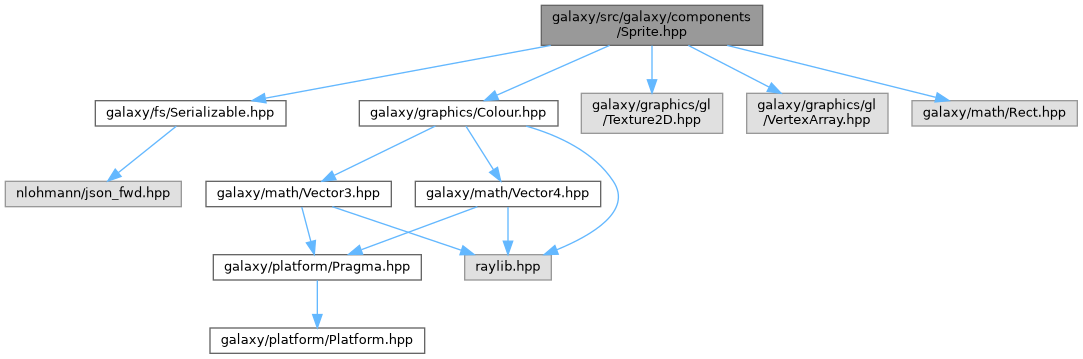 galaxy/src/galaxy/components
/Sprite.hpp
galaxy/fs/Serializable.hpp
galaxy/graphics/Colour.hpp
galaxy/graphics/gl
/Texture2D.hpp
galaxy/graphics/gl
/VertexArray.hpp
galaxy/math/Rect.hpp
nlohmann/json_fwd.hpp
galaxy/math/Vector3.hpp
galaxy/math/Vector4.hpp
galaxy/platform/Pragma.hpp
raylib.hpp
galaxy/platform/Platform.hpp